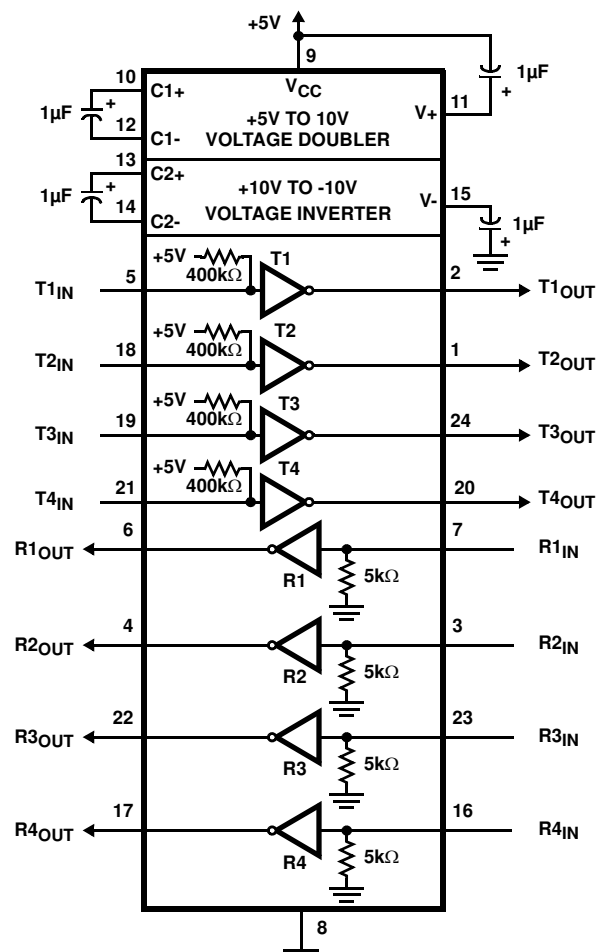 +5V
9
10
C1+
VCC
1µF
+
1µF
+
+5V TO 10V
V+
11
12
C1-
VOLTAGE DOUBLER
13
C2+
1µF
+
+10V TO -10V
V-
15
14
C2-
VOLTAGE INVERTER
1µF
+
+5V
T1
400kΩ
T1IN
5
2
T1OUT
+5V
T2
400kΩ
T2IN
18
1
T2OUT
+5V
T3
400kΩ
T3IN
19
24
T3OUT
+5V
T4
400kΩ
T4IN
21
20
T4OUT
R1OUT
6
7
R1IN
R1
5kΩ
R2OUT
4
3
R2IN
R2
5kΩ
R3OUT
22
23
R3IN
R3
5kΩ
R4OUT
17
16
R4IN
R4
5kΩ
8